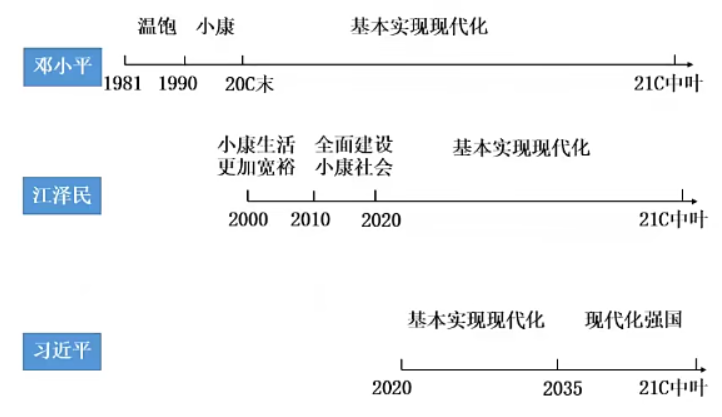 温饱 小康 基本实现现代化
邓小平
1981 1990 20C末 21C中叶
小康生活 全面建设 基本实现现代化
更加宽裕 小康社会
江泽民
2000 2010 2020 21C中叶
基本实现现代化 现代化强国
习近平
2020 2035 21C中叶